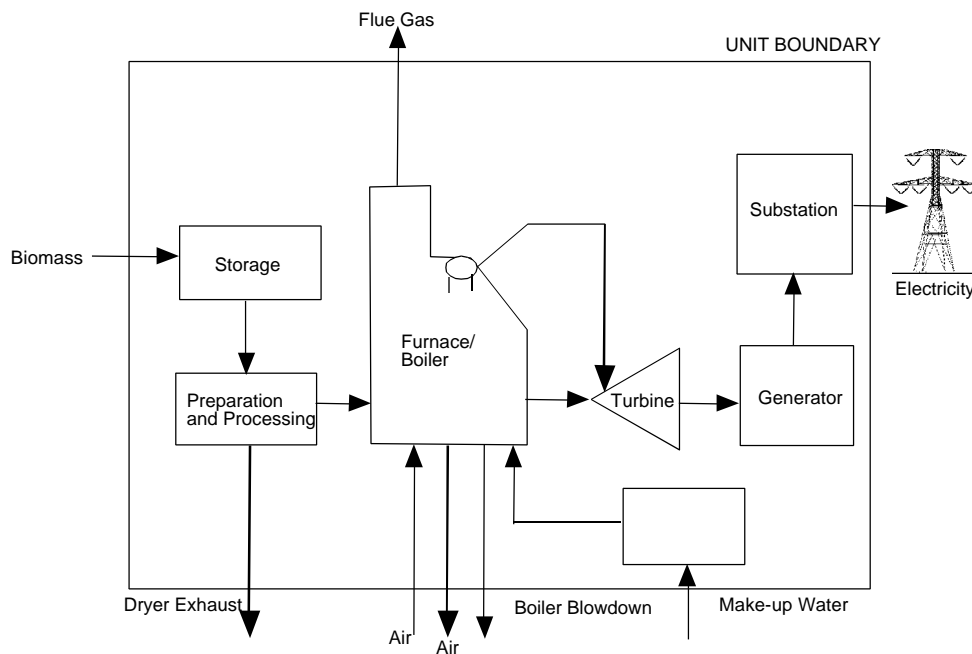 Flue Gas
UNIT BOUNDARY
Substation
Biomass
Storage
Electricity
Furnace/
Boiler
Preparation
and Processing
Turbine
Generator
Dryer Exhaust
Boiler Blowdown
Make-up Water
Air
Air